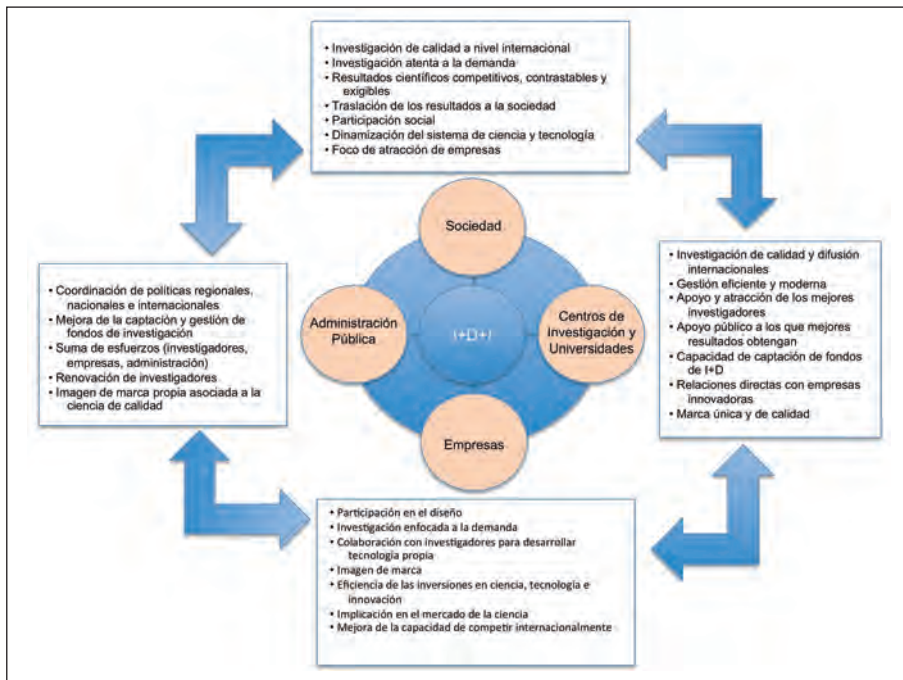 • Investigación de calidad a nivel internacional
• Investigación atenta a la demanda
• Resultados científicos competitivos, contrastables y
exigibles
• Traslación de los resultados a la sociedad
• Participación social
• Dinamización del sistema de ciencia y tecnología
• Foco de atracción de empresas
• Coordinación de políticas regionales,
nacionales e internacionales
• Mejora de la captación y gestión de
fondos de investigación
• Suma de esfuerzos (investigadores,
empresas, administración)
• Renovación de investigadores
• Imagen de marca propia asociada a la
ciencia de calidad
Sociedad
Administración
Pública
I+D+I
Centros de
Investigación y
Universidades
Empresas
• Investigación de calidad y difusión
internacionales
• Gestión eficiente y moderna
• Apoyo y atracción de los mejores
investigadores
• Apoyo público a los que mejores
resultados obtengan
• Capacidad de captación de fondos
de I+D
• Relaciones directas con empresas
innovadoras
• Marca única y de calidad
• Participación en el diseño
• Investigación enfocada a la demanda
• Colaboración con investigadores para desarrollar
tecnología propia
• Imagen de marca
• Eficiencia de las inversiones en ciencia, tecnología e
innovación
• Implicación en el mercado de la ciencia
• Mejora de la capacidad de competir internacionalmente